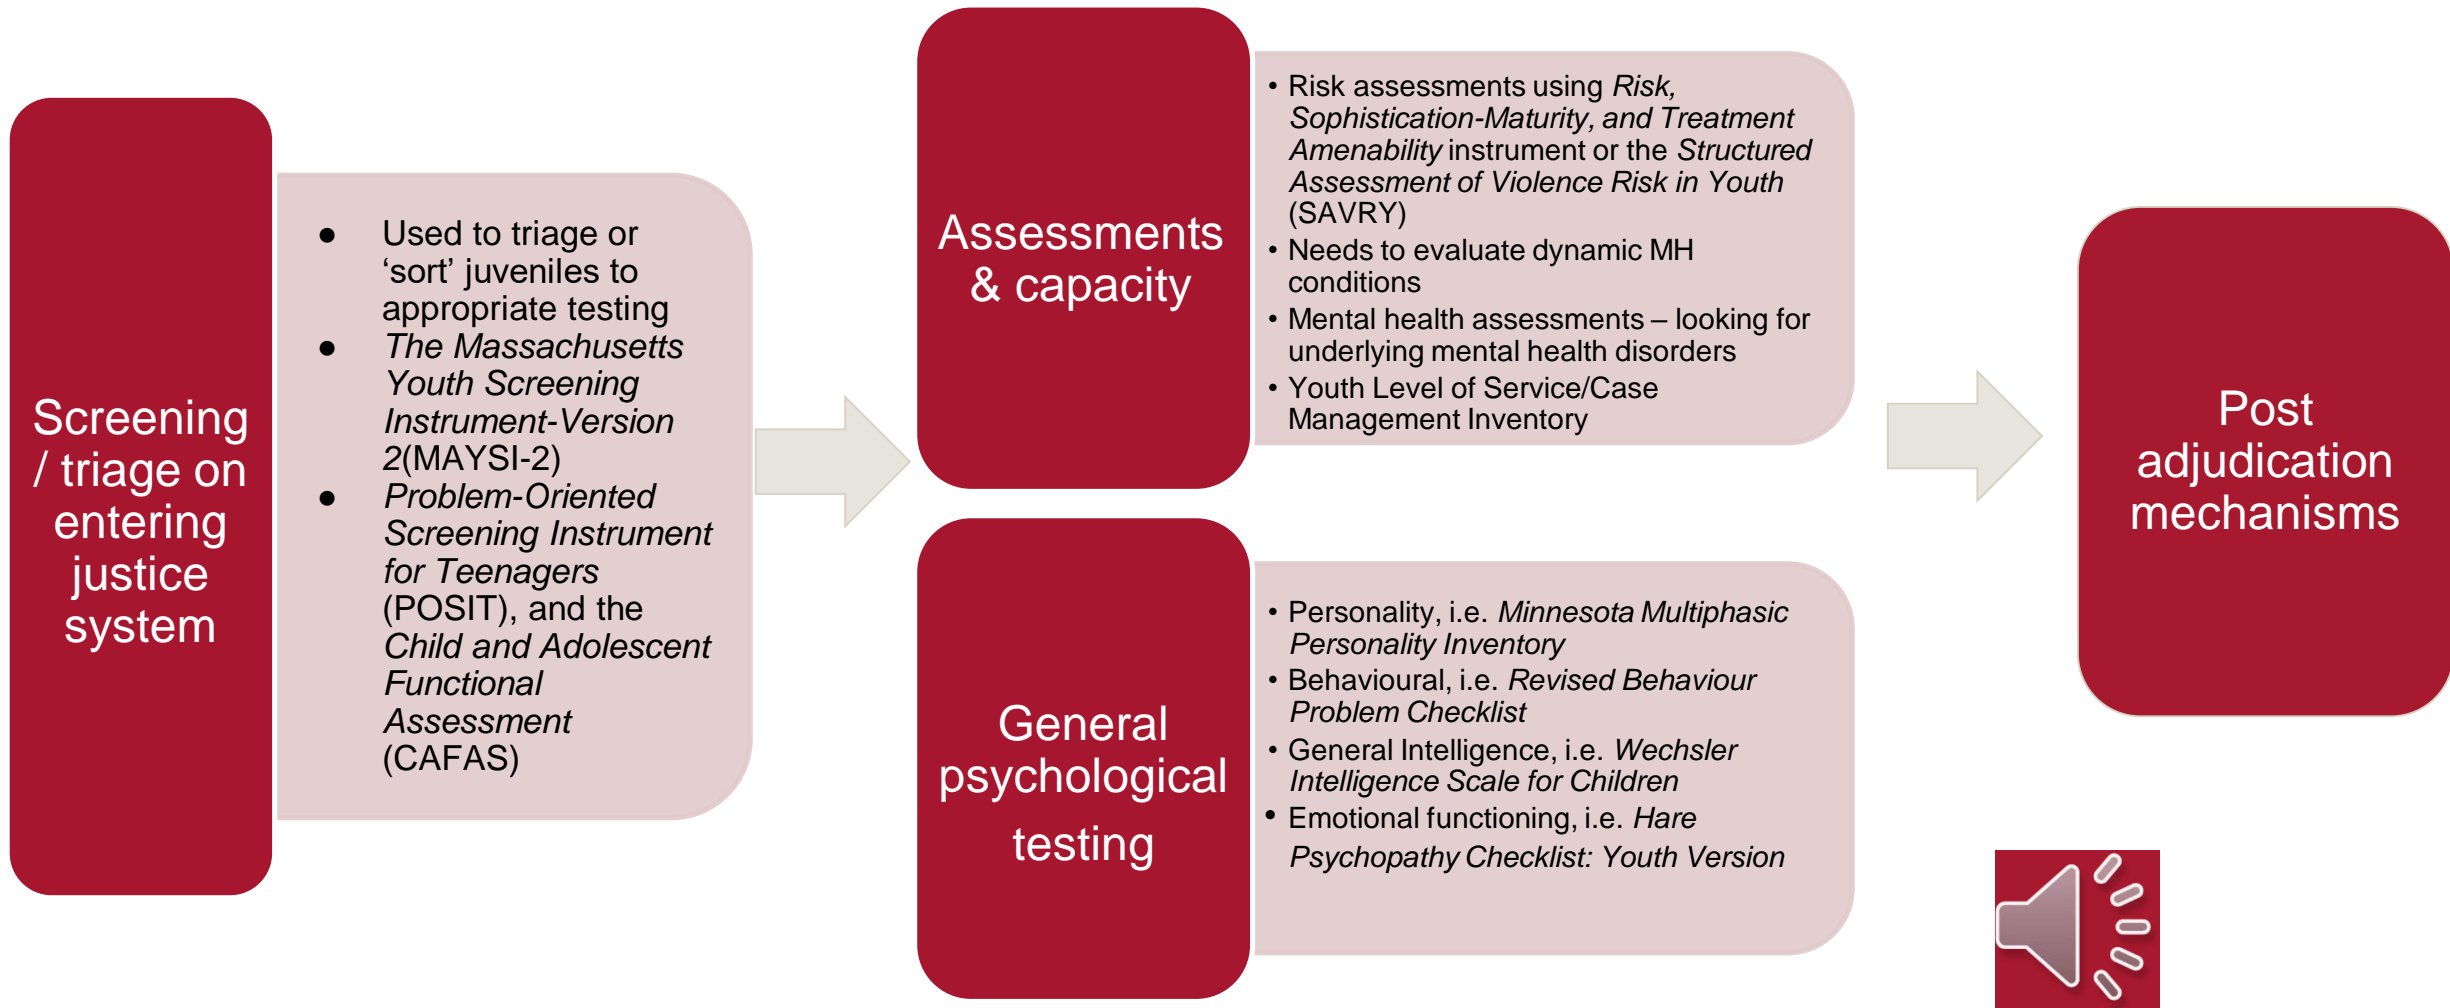 Screening
/ triage on
entering
justice
system
● Used to triage or
‘sort’ juveniles to
appropriate testing
● The Massachusetts
Youth Screening
Instrument-Version
2(MAYSI-2)
● Problem-Oriented
Screening Instrument
for Teenagers
(POSIT), and the
Child and Adolescent
Functional
Assessment
(CAFAS)
Assessments
& capacity
• Risk assessments using Risk,
Sophistication-Maturity, and Treatment
Amenability instrument or the Structured
Assessment of Violence Risk in Youth
(SAVRY)
• Needs to evaluate dynamic MH
conditions
• Mental health assessments – looking for
underlying mental health disorders
• Youth Level of Service/Case
Management Inventory
General
psychological
testing
• Personality, i.e. Minnesota Multiphasic
Personality Inventory
• Behavioural, i.e. Revised Behaviour
Problem Checklist
• General Intelligence, i.e. Wechsler
Intelligence Scale for Children
• Emotional functioning, i.e. Hare
Psychopathy Checklist: Youth Version
Post
adjudication
mechanisms